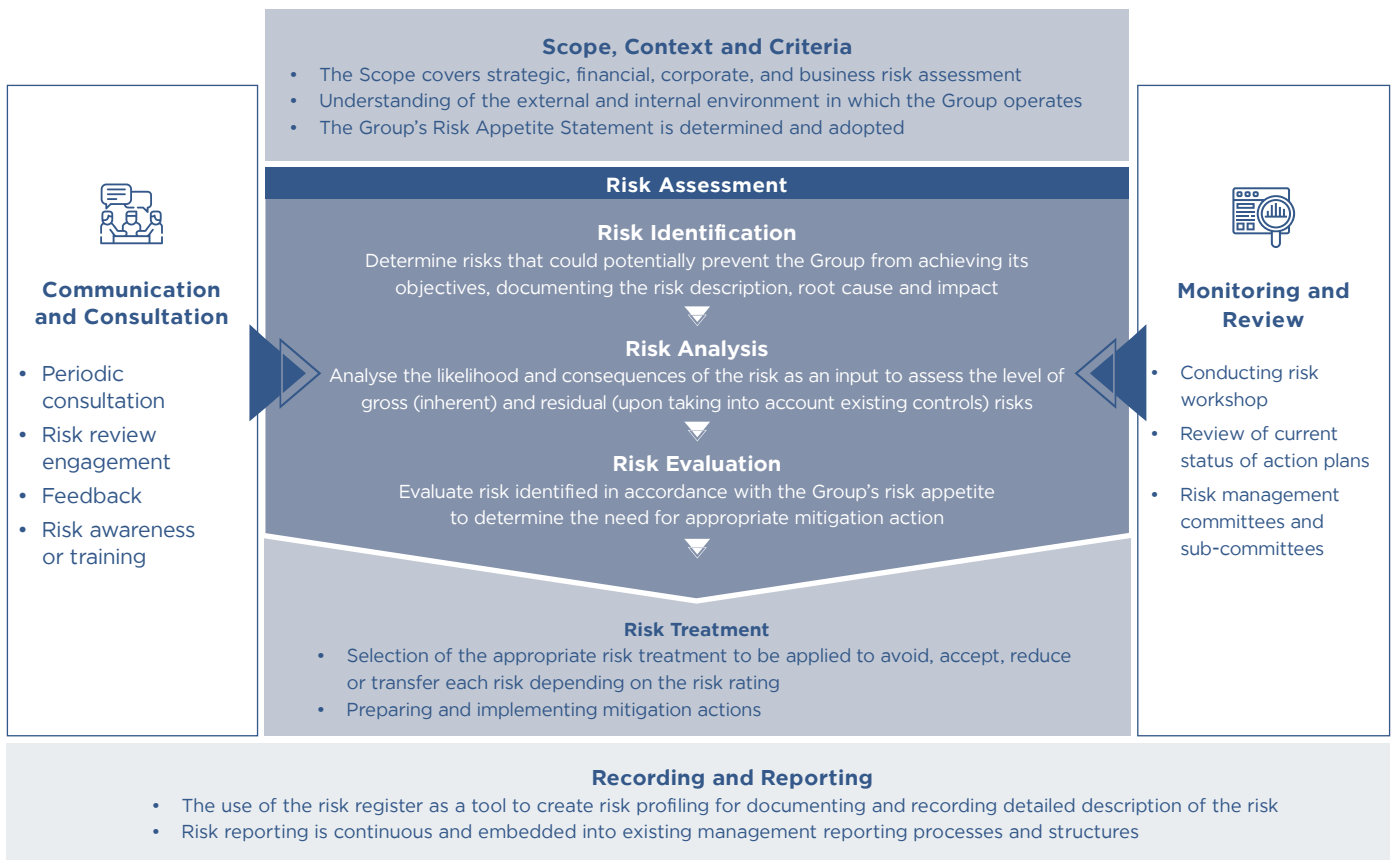 Scope, Context and Criteria
• The Scope covers strategic, financial, corporate, and business risk assessment
• Understanding of the external and internal environment in which the Group operates
• The Group's Risk Appetite Statement is determined and adopted
Communication
and Consultation
• Periodic
consultation
• Risk review
engagement
• Feedback
• Risk awareness
or training
Risk Assessment
Risk Identification
Determine risks that could potentially prevent the Group from achieving its
objectives, documenting the risk description, root cause and impact
Risk Analysis
Analyse the likelihood and consequences of the risk as an input to assess the level of
gross (inherent) and residual (upon taking into account existing controls) risks
Risk Evaluation
Evaluate risk identified in accordance with the Group's risk appetite
to determine the need for appropriate mitigation action
Risk Treatment
• Selection of the appropriate risk treatment to be applied to avoid, accept, reduce
or transfer each risk depending on the risk rating
• Preparing and implementing mitigation actions
Monitoring and
Review
• Conducting risk
workshop
• Review of current
status of action plans
• Risk management
committees and
sub-committees
Recording and Reporting
• The use of the risk register as a tool to create risk profiling for documenting and recording detailed description of the risk
• Risk reporting is continuous and embedded into existing management reporting processes and structures